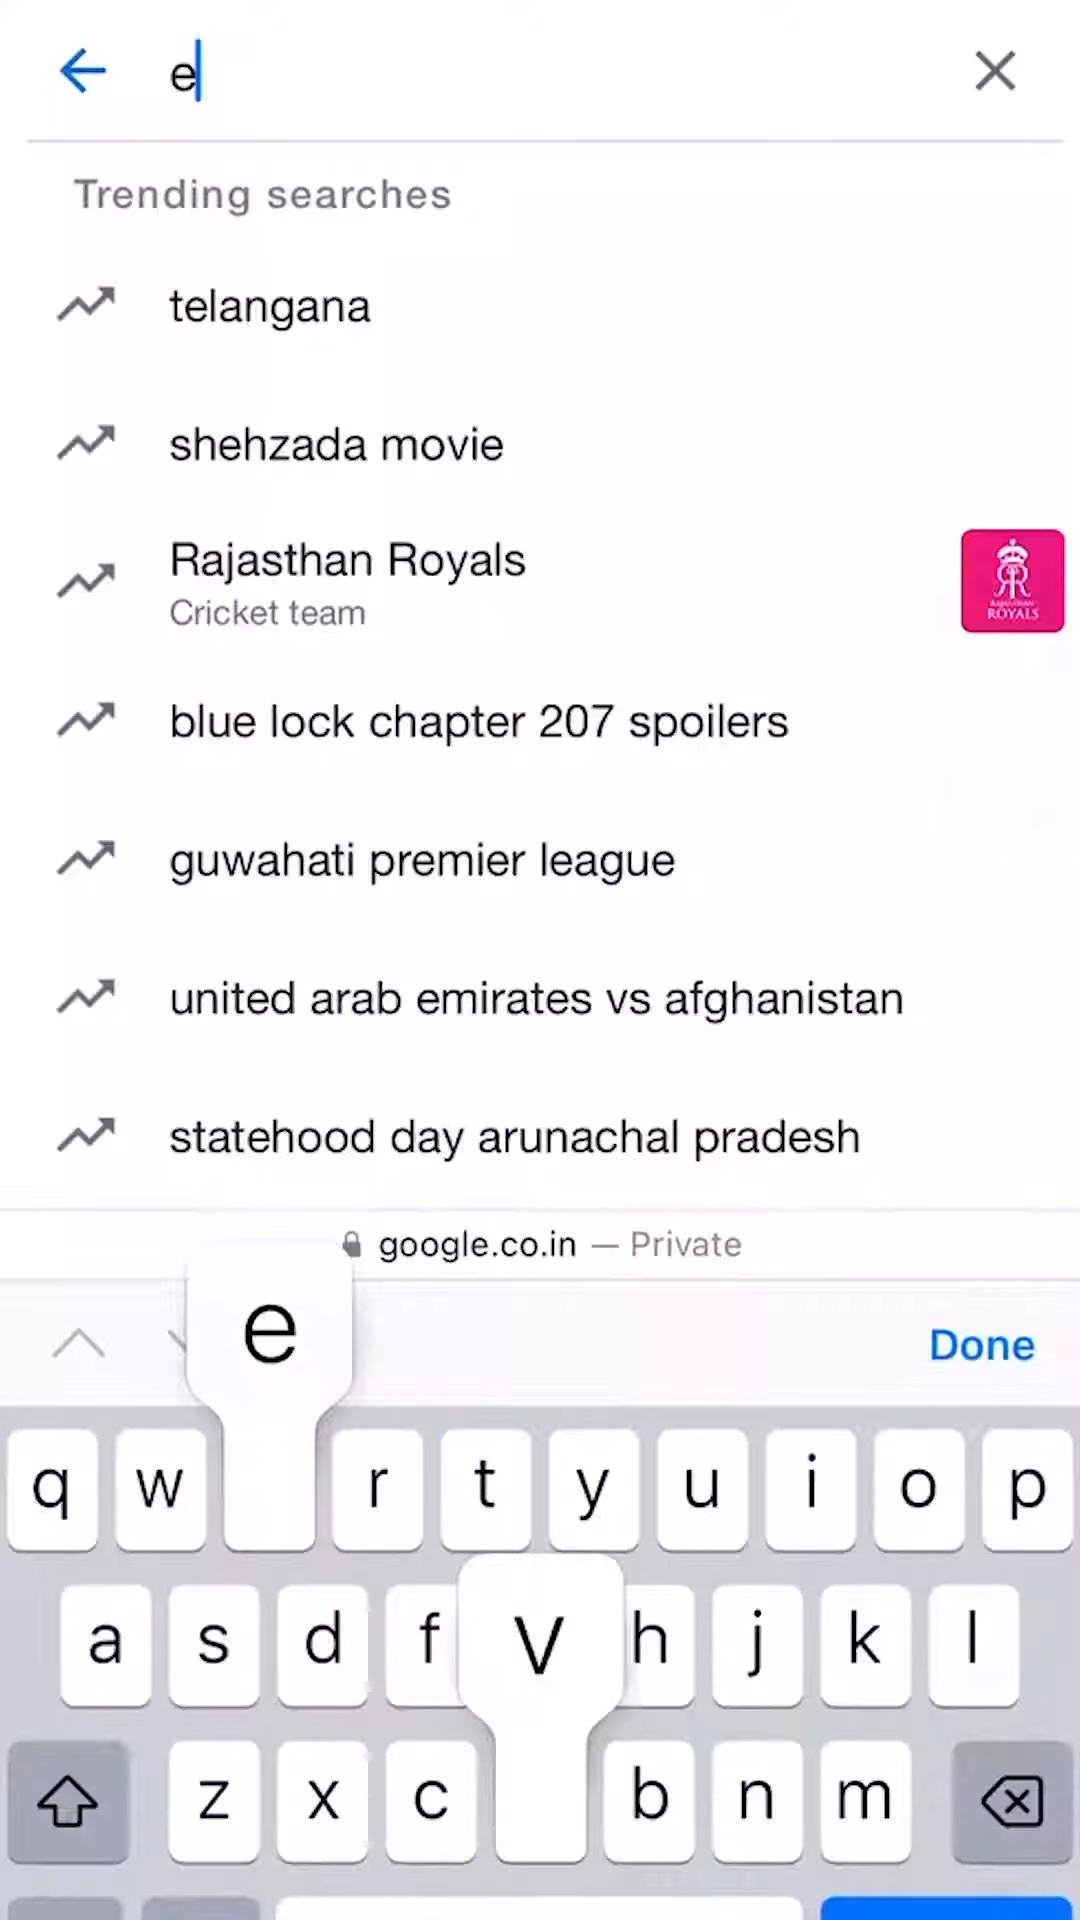 e
Trending searches
telangana
shehzada movie
Rajasthan Royals
Cricket team
ROYALS
blue lock chapter 207 spoilers
guwahati premier league
united arab emirates vs afghanistan
statehood day arunachal pradesh
google.co.in — Private
e
Done
q w r t y u i o p
a s d f v h j k l
z x c b n m